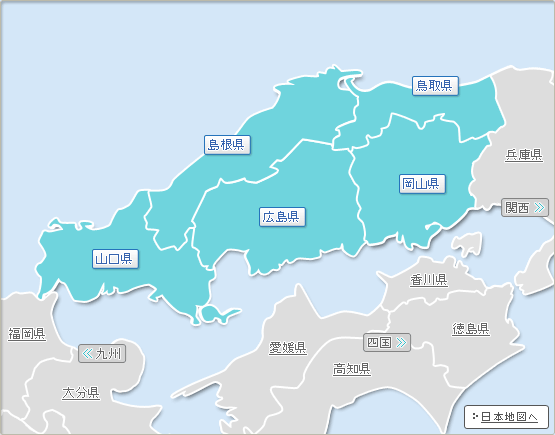 鳥取県
島根県
兵庫県
岡山県
関西 »
広島県
山口県
香川県
福岡県
徳島県
« 九州
愛媛県
四国 »
高知県
大分県
日本地図へ